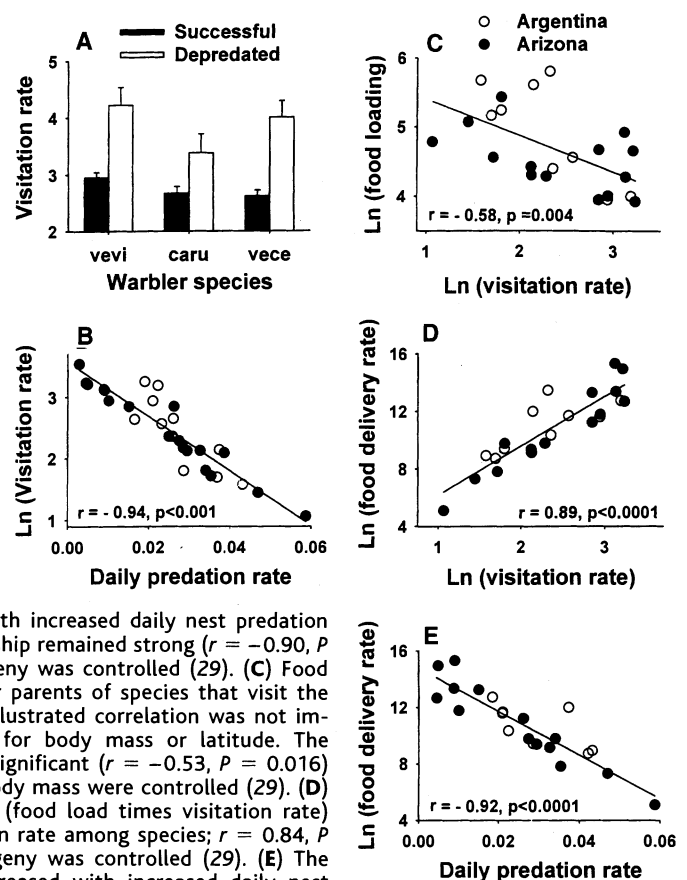 A
Successful
Depredated
Visitation rate
5
4
3
2
vevi caru vece
Warbler species
Argentina
Arizona
C
Ln (food loading)
6
5
4
r = - 0.58, p =0.004
1 2 3
Ln (visitation rate)
B
Ln (Visitation rate)
3
2
1
r = - 0.94, p<0.001
0.00 0.02 0.04 0.06
Daily predation rate
D
Ln (food delivery rate)
16
12
8
4
r = 0.89, p<0.0001
1 2 3
Ln (visitation rate)
th increased daily nest predation
ship remained strong (r = −0.90, P
eny was controlled (29). (C) Food
r parents of species that visit the
llustrated correlation was not im-
for body mass or latitude. The
ignificant (r = −0.53, P = 0.016)
dy mass were controlled (29). (D)
(food load times visitation rate)
n rate among species; r = 0.84, P
geny was controlled (29). (E) The
reased with increased daily nest
E
Ln (food delivery rate)
16
12
8
4
r = - 0.92, p<0.0001
0.00 0.02 0.04 0.06
Daily predation rate